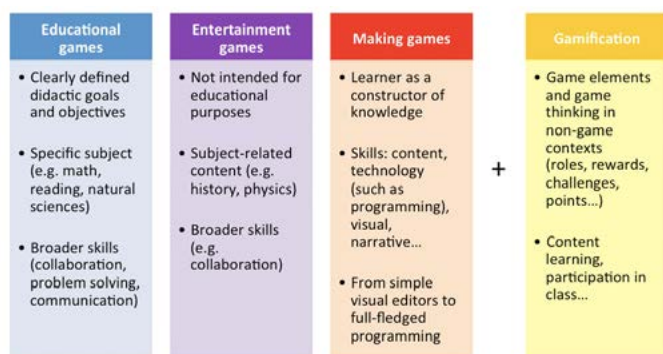 Educational
games
• Clearly defined
didactic goals
and objectives
• Specific subject
(e.g. math,
reading, natural
sciences)
• Broader skills
(collaboration,
problem solving,
communication)
Entertainment
games
• Not intended for
educational
purposes
• Subject-related
content (e.g.
history, physics)
• Broader skills
(e.g.
collaboration)
Making games
• Learner as a
constructor of
knowledge
• Skills: content,
technology
(such as
programming),
visual,
narrative...
• From simple
visual editors to
full-fledged
programming
+
Gamification
• Game elements
and game
thinking in
non-game
contexts
(roles, rewards,
challenges,
points...)
• Content
learning,
participation in
class...